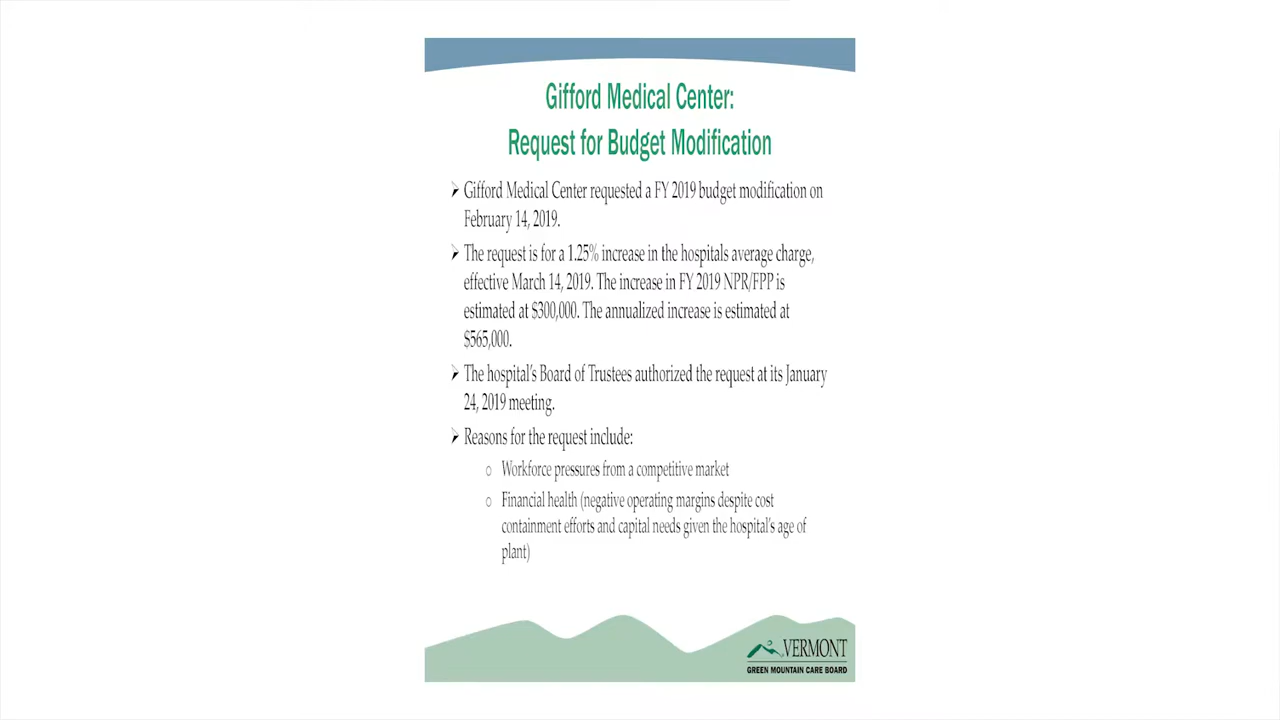 Gifford Medical Center:
Request for Budget Modification
Gifford Medical Center requested a FY 2019 budget modification on
February 14, 2019.
The request is for a 1.25% increase in the hospitals average charge,
effective March 14, 2019. The increase in FY 2019 NPR/FPP is
estimated at $300,000. The annualized increase is estimated at
$565,000.
The hospital's Board of Trustees authorized the request at its January
24, 2019 meeting.
Reasons for the request include:
Workforce pressures from a competitive market
Financial health (negative operating margins despite cost
containment efforts and capital needs given the hospital's age of
plant)
VERMONT
GREEN MOUNTAIN CARE BOARD